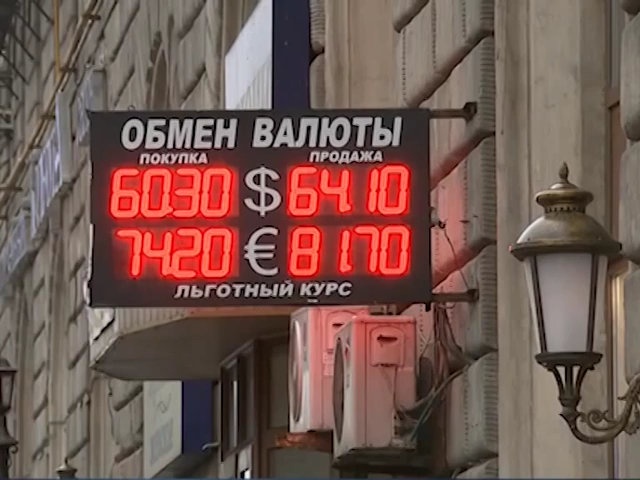 ОБМЕН ВАЛЮТЫ
ПОКУПКА ПРОДАЖА
60.30 $ 64.10
74.20 € 81.70
ЛЬГОТНЫЙ КУРС